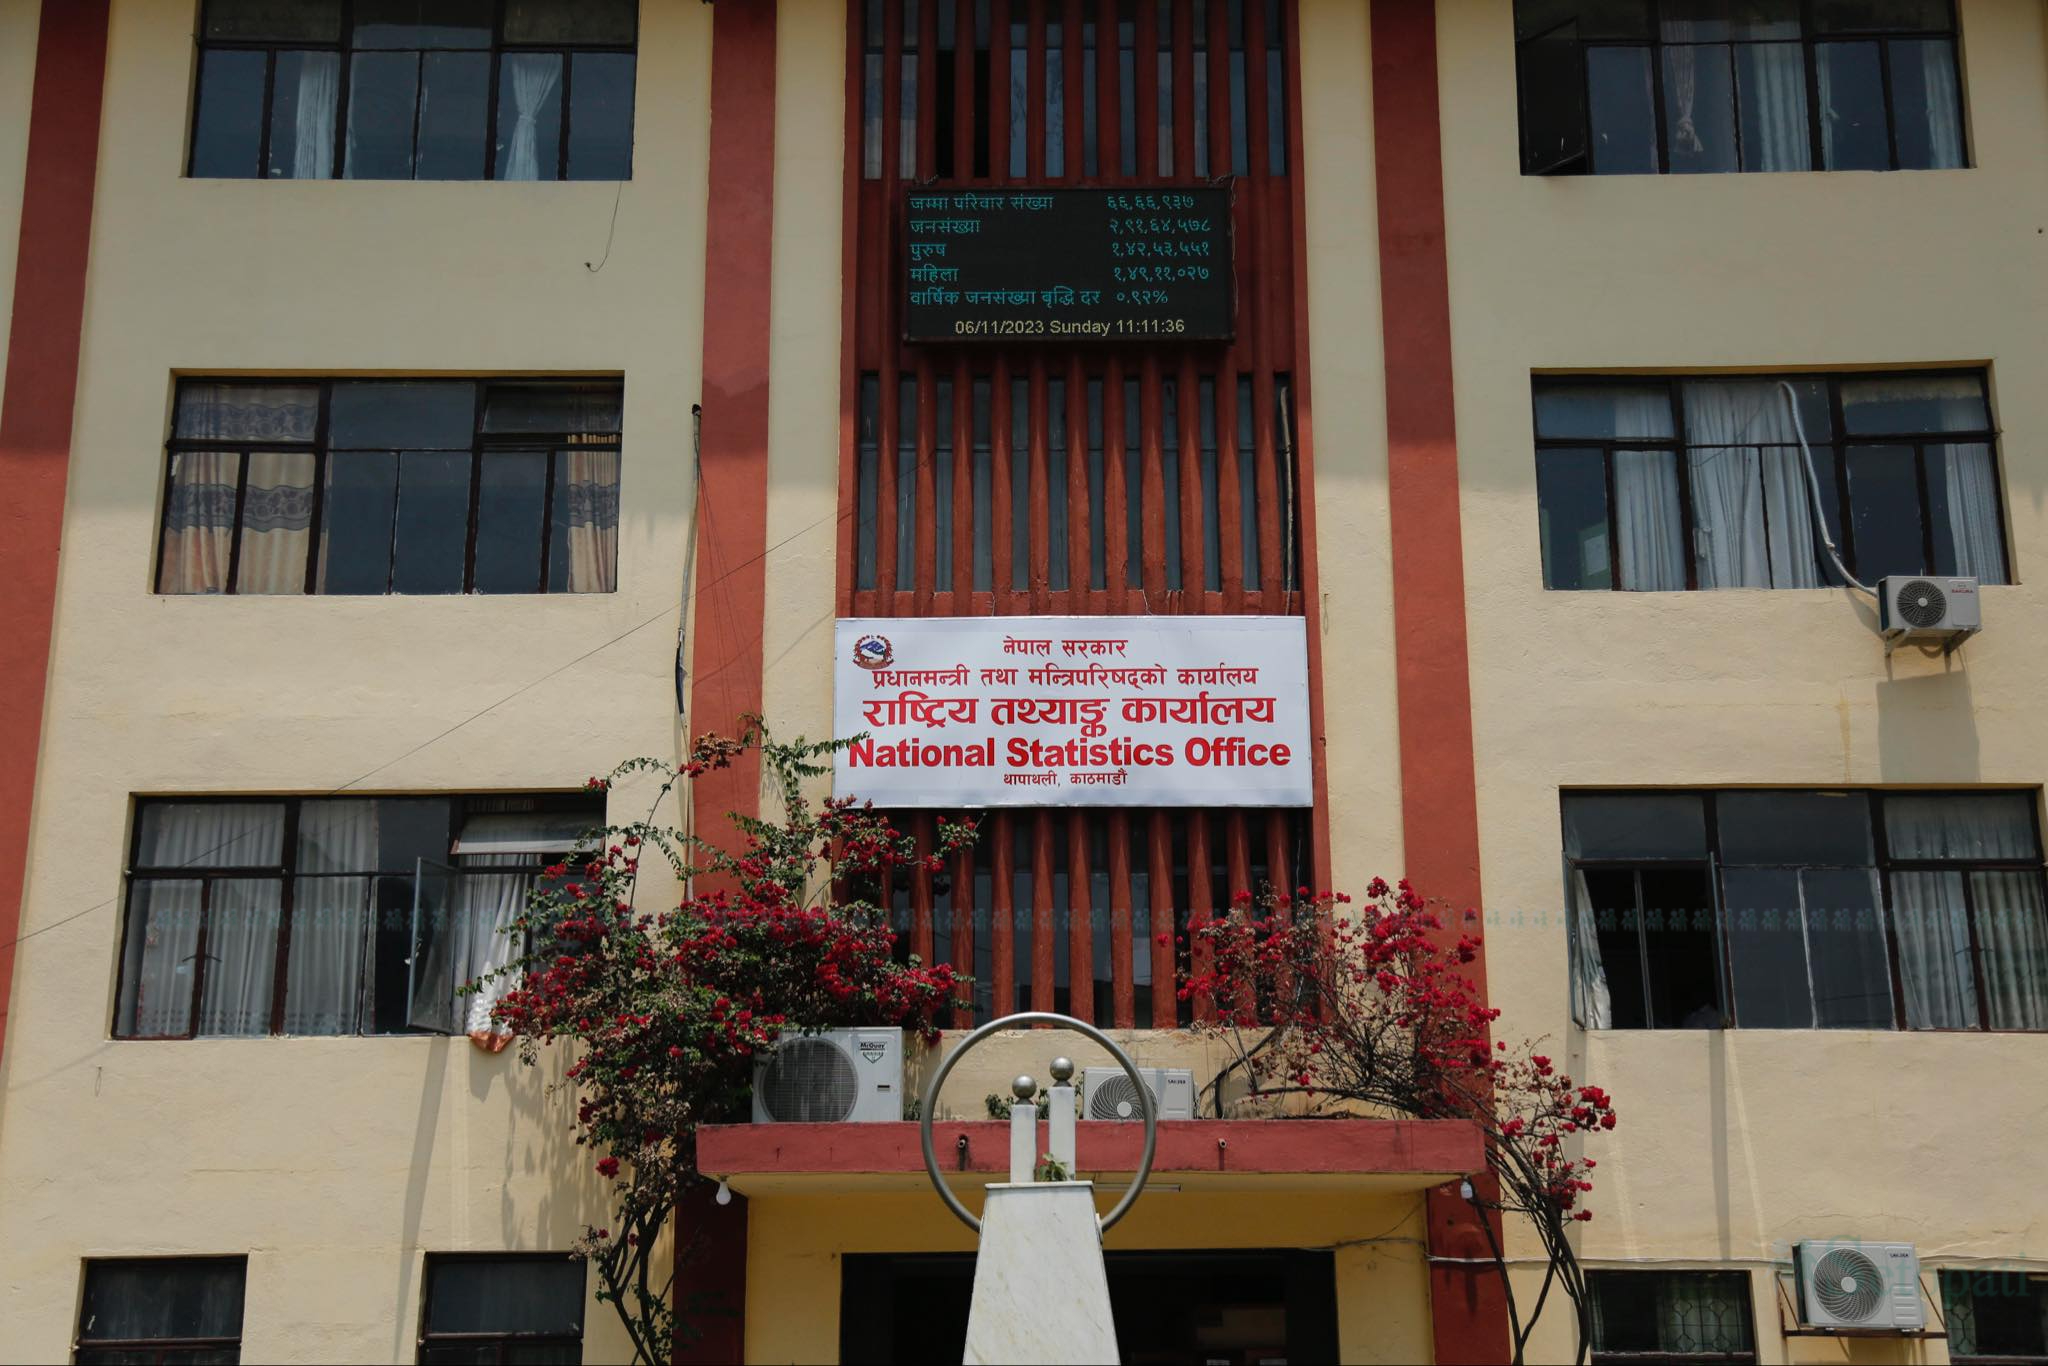 जम्मा परिवार संख्या ६६,६६,९३७
जनसंख्या २,९१,६४,५७८
पुरुष १,४२,५३,५५१
महिला १,४९,११,०२७
वार्षिक जनसंख्या बृद्धि दर ०.९२%
06/11/2023 Sunday 11:11:36
नेपाल सरकार
प्रधानमन्त्री तथा मन्त्रिपरिषद्को कार्यालय
राष्ट्रिय तथ्याङ्क कार्यालय
National Statistics Office
थापाथली, काठमाडौं
McQuay